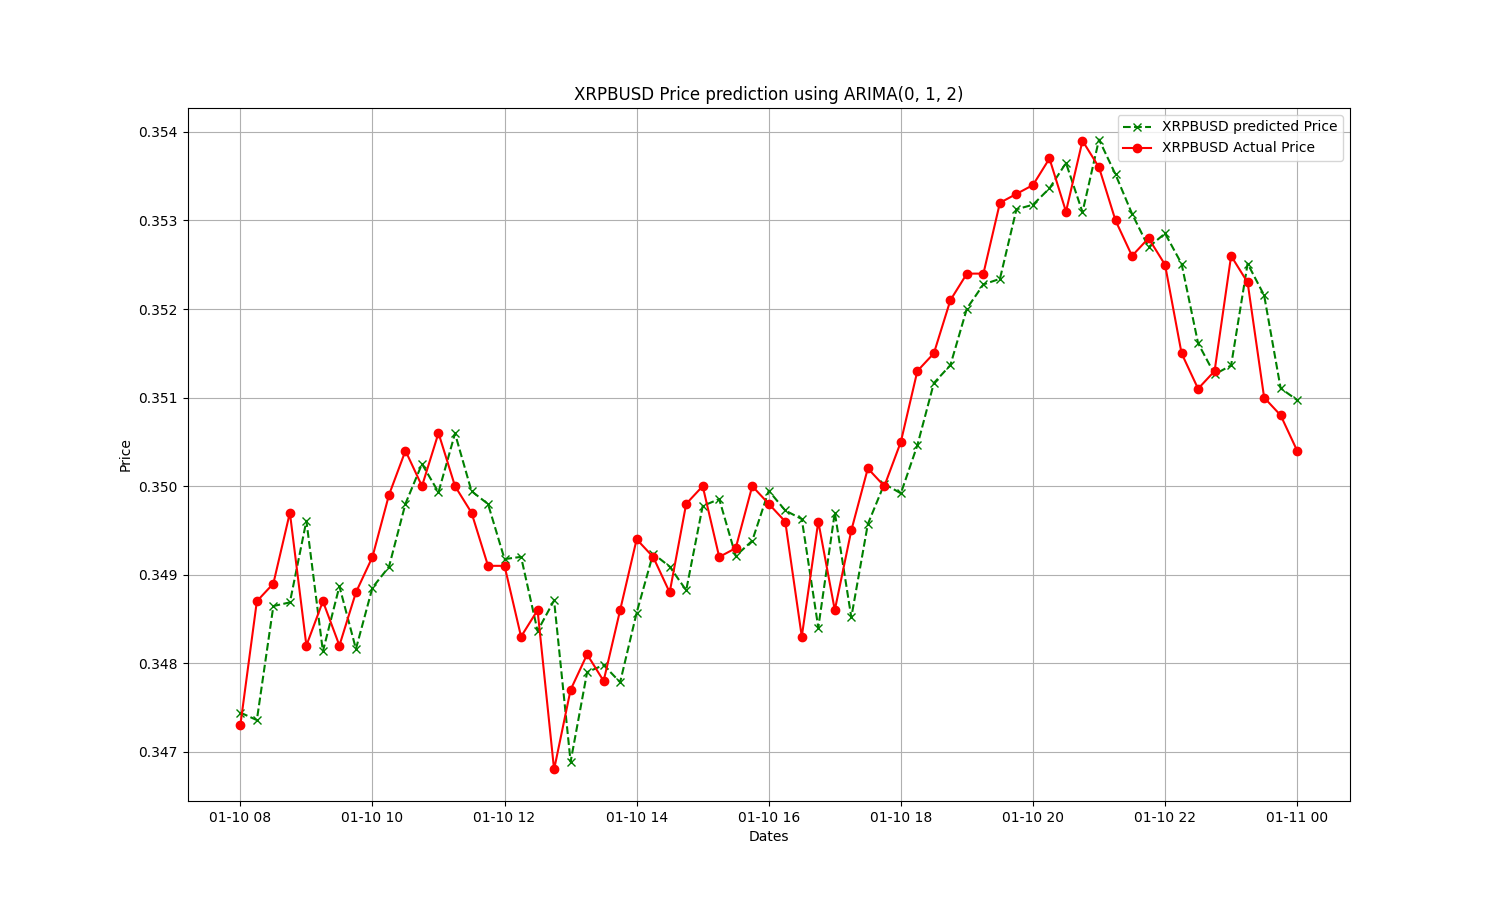 XRPBUSD Price prediction using ARIMA(0, 1, 2)
XRPBUSD predicted Price
XRPBUSD Actual Price
0.354
0.353
0.352
0.351
0.350
0.349
0.348
0.347
Price
01-10 08 01-10 10 01-10 12 01-10 14 01-10 16 01-10 18 01-10 20 01-10 22 01-11 00
Dates